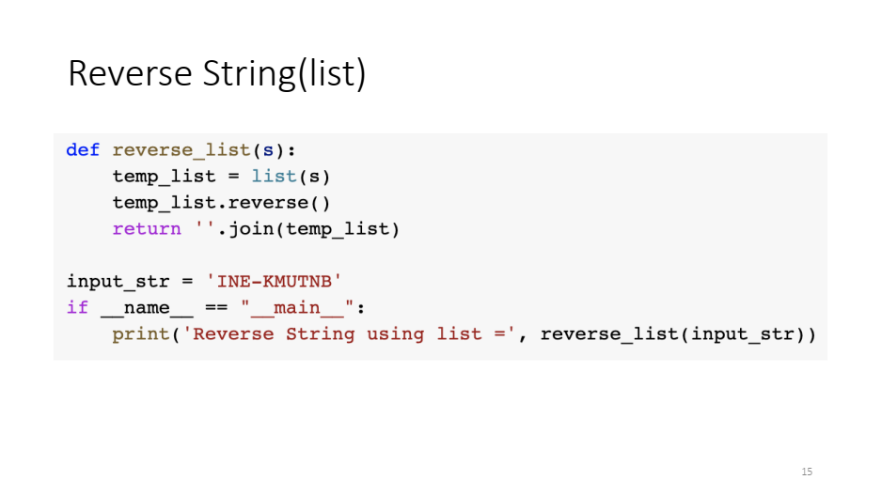 Reverse String(list)
def reverse_list(s):
    temp_list = list(s)
    temp_list.reverse()
    return ''.join(temp_list)
input_str = 'INE-KMUTNB'
if __name__ == "__main__":
    print('Reverse String using list =', reverse_list(input_str))
15